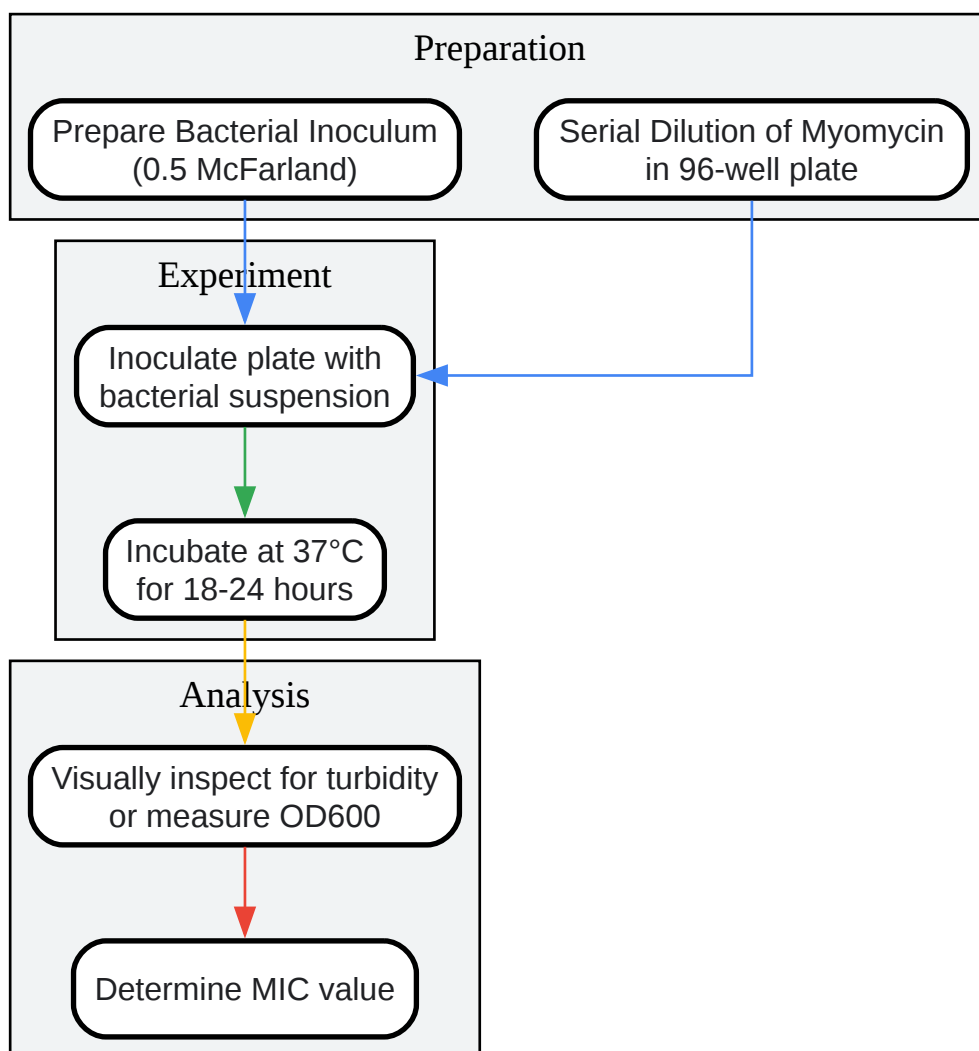 Preparation
Prepare Bacterial Inoculum
(0.5 McFarland)
Serial Dilution of Myomycin
in 96-well plate
Experiment
Inoculate plate with
bacterial suspension
Incubate at 37°C
for 18-24 hours
Analysis
Visually inspect for turbidity
or measure OD600
Determine MIC value